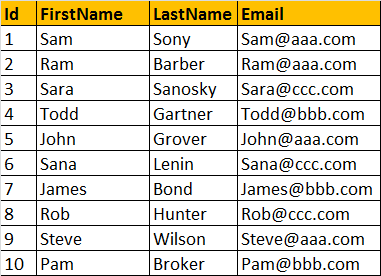 Id FirstName LastName Email
1 Sam Sony Sam@aaa.com
2 Ram Barber Ram@aaa.com
3 Sara Sanosky Sara@ccc.com
4 Todd Gartner Todd@bbb.com
5 John Grover John@aaa.com
6 Sana Lenin Sana@ccc.com
7 James Bond James@bbb.com
8 Rob Hunter Rob@ccc.com
9 Steve Wilson Steve@aaa.com
10 Pam Broker Pam@bbb.com